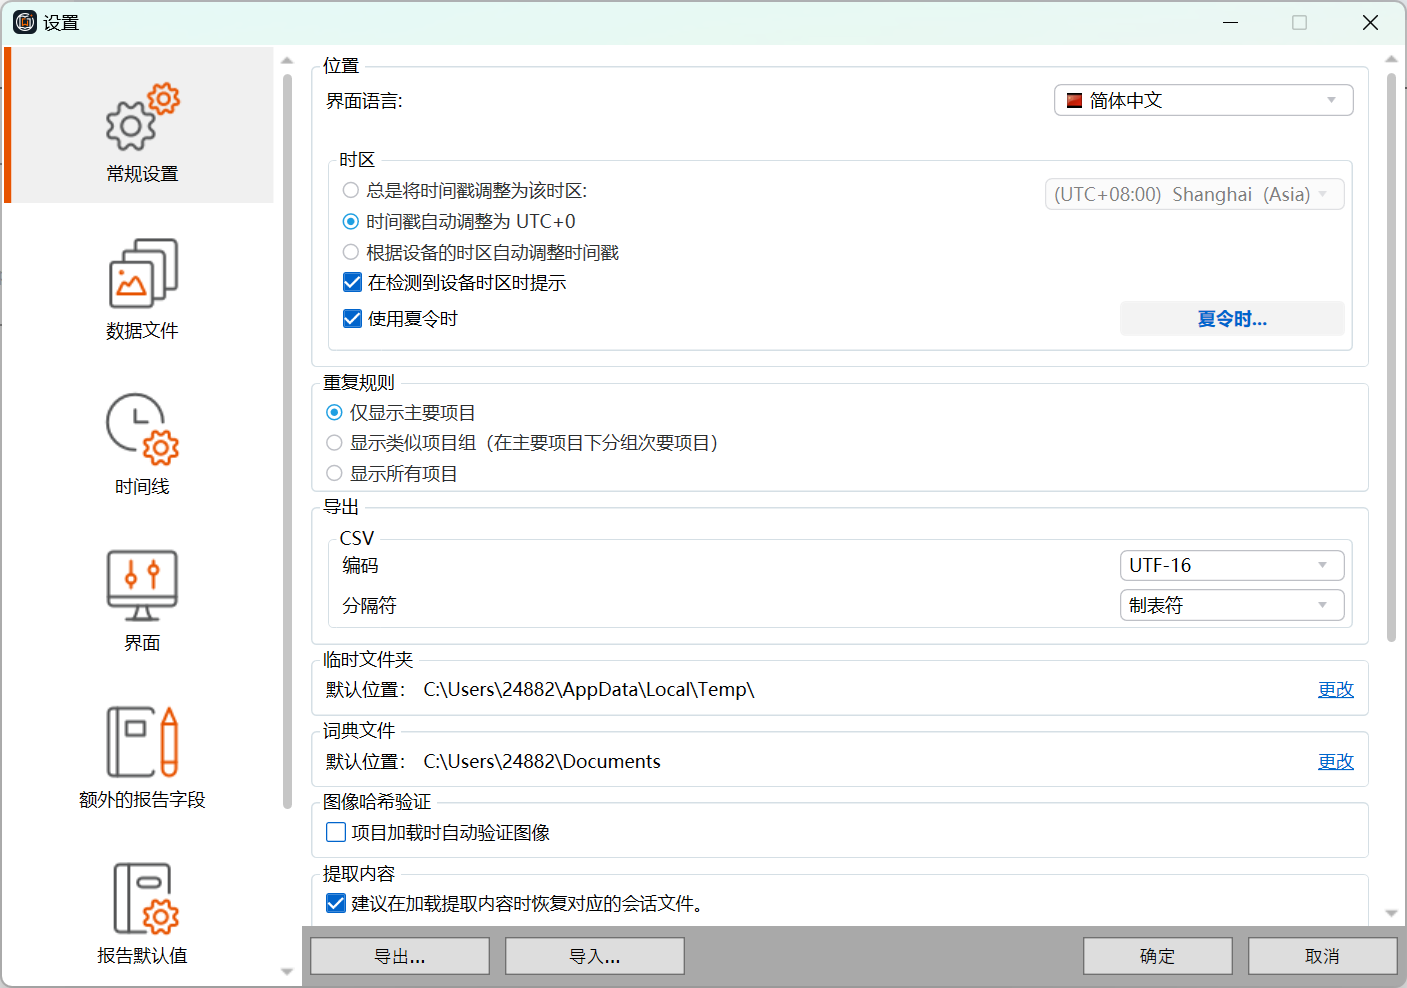 设置
常规设置
数据文件
时间线
界面
额外的报告字段
报告默认值
位置
界面语言:
简体中文
时区
总是将时间戳调整为该时区:
(UTC+08:00) Shanghai (Asia)
时间戳自动调整为 UTC+0
根据设备的时区自动调整时间戳
在检测到设备时区时提示
使用夏令时
夏令时...
重复规则
仅显示主要项目
显示类似项目组（在主要项目下分组次要项目）
显示所有项目
导出
CSV
编码
UTF-16
分隔符
制表符
临时文件夹
默认位置： C:\Users\24882\AppData\Local\Temp\
更改
词典文件
默认位置： C:\Users\24882\Documents
更改
图像哈希验证
项目加载时自动验证图像
提取内容
建议在加载提取内容时恢复对应的会话文件。
导出...
导入...
确定
取消